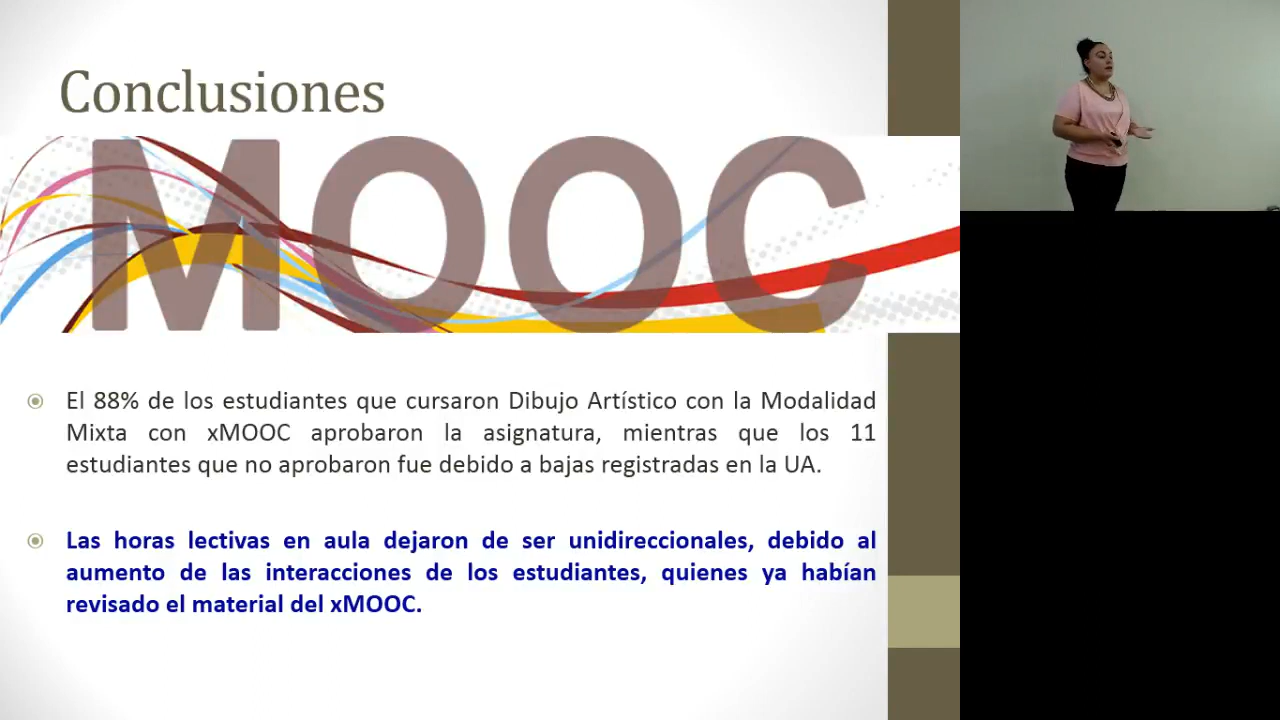 Conclusiones
MOOC
El 88% de los estudiantes que cursaron Dibujo Artístico con la Modalidad
Mixta con xMOOC aprobaron la asignatura, mientras que los 11
estudiantes que no aprobaron fue debido a bajas registradas en la UA.
Las horas lectivas en aula dejaron de ser unidireccionales, debido al
aumento de las interacciones de los estudiantes, quienes ya habían
revisado el material del xMOOC.